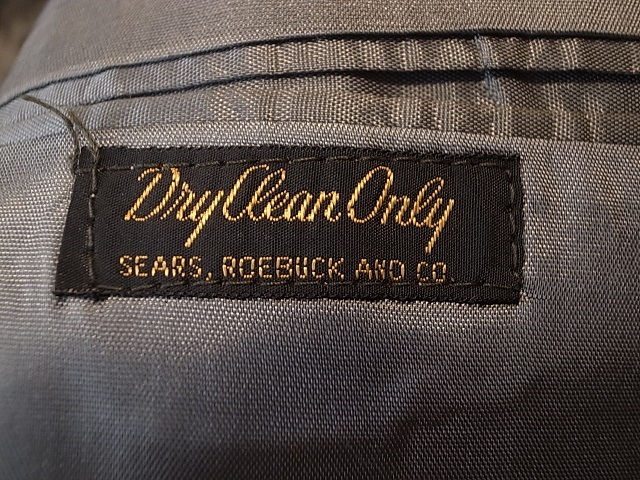 Dry Clean Only
SEARS, ROEBUCK AND CO.